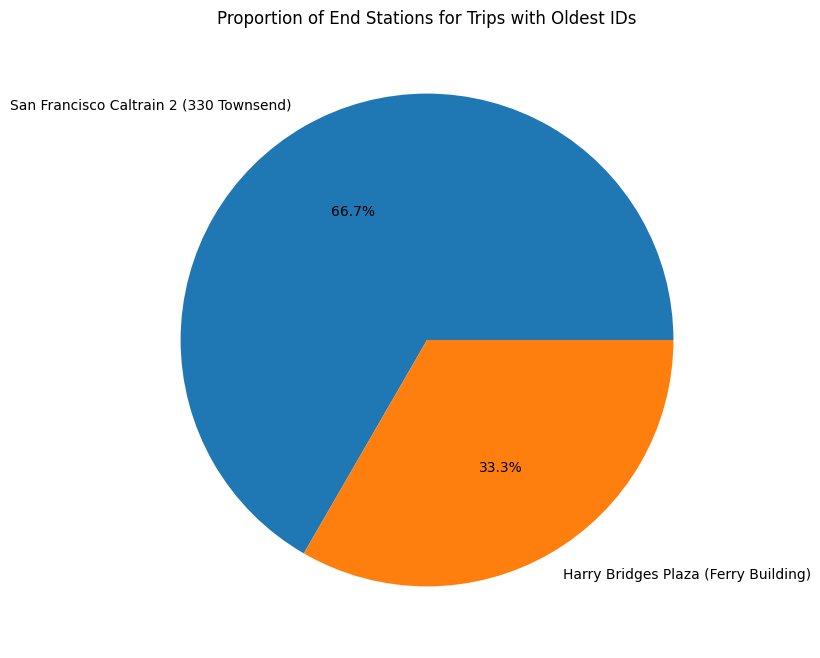 Proportion of End Stations for Trips with Oldest IDs
San Francisco Caltrain 2 (330 Townsend)
66.7%
33.3%
Harry Bridges Plaza (Ferry Building)